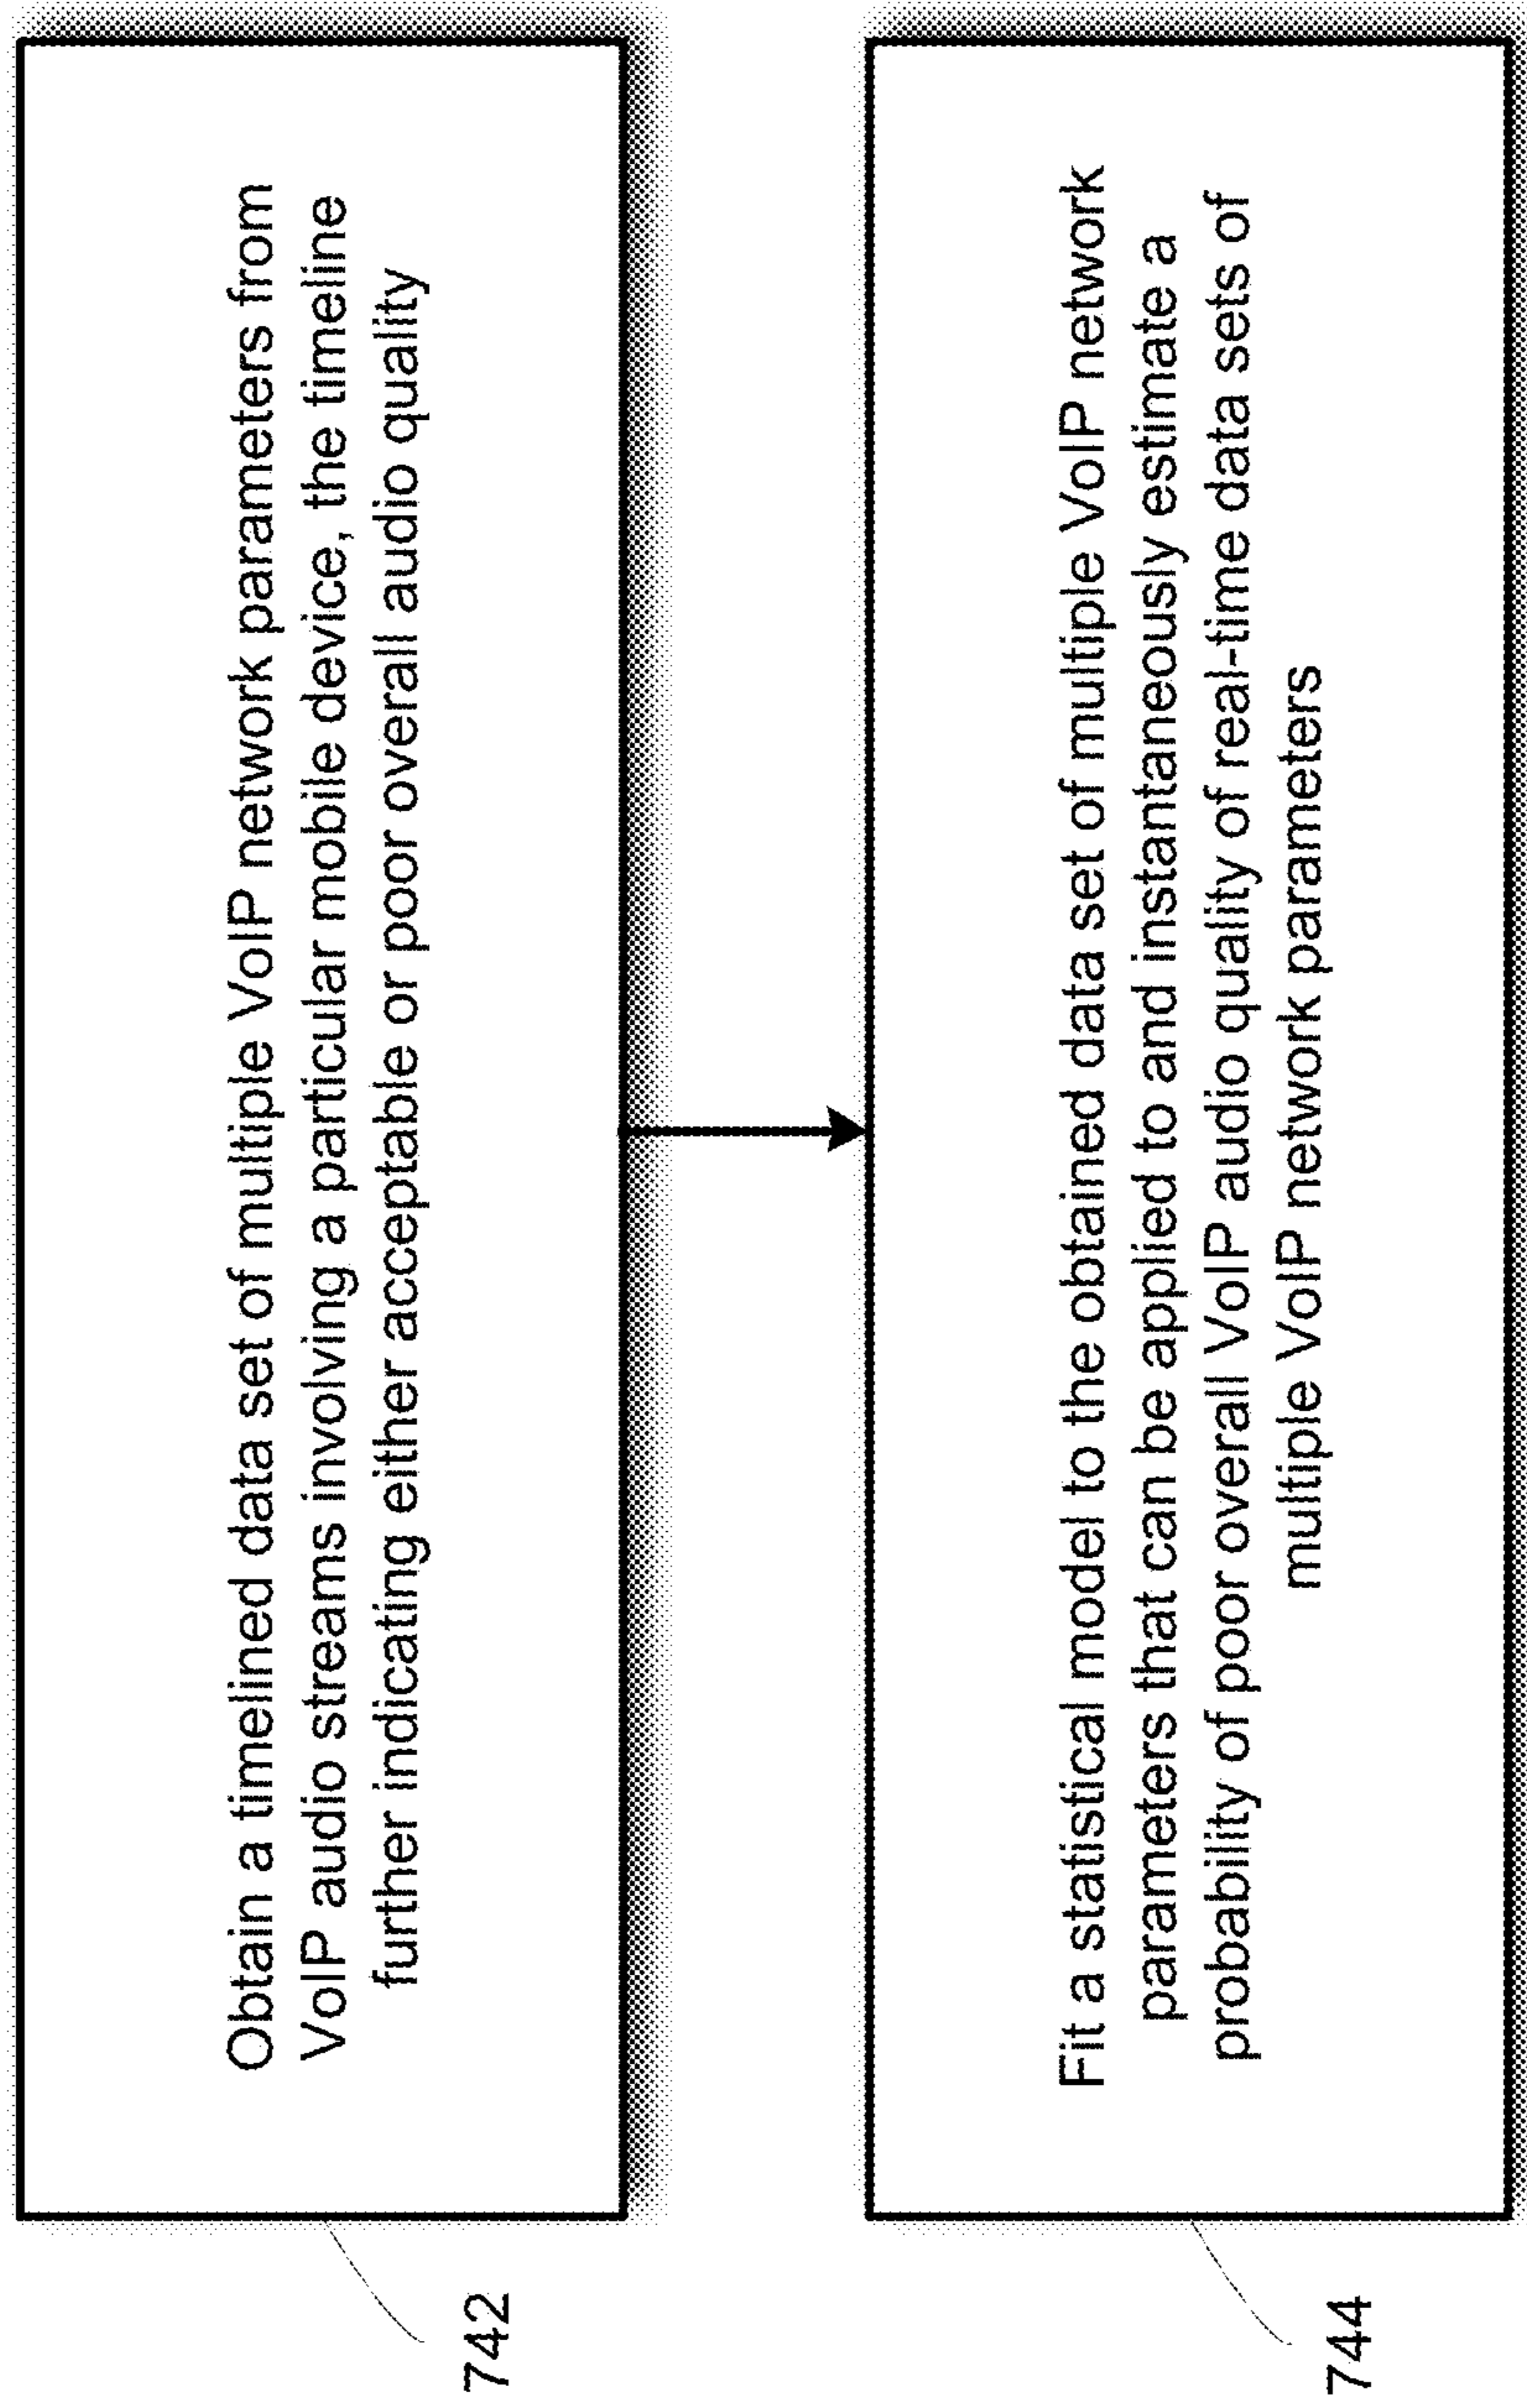 Obtain a timelined data set of multiple VoIP network parameters from
VoIP audio streams involving a particular mobile device, the timeline
further indicating either acceptable or poor overall audio quality
742
Fit a statistical model to the obtained data set of multiple VoIP network
parameters that can be applied to and instantaneously estimate a
probability of poor overall VoIP audio quality of real-time data sets of
multiple VoIP network parameters
744